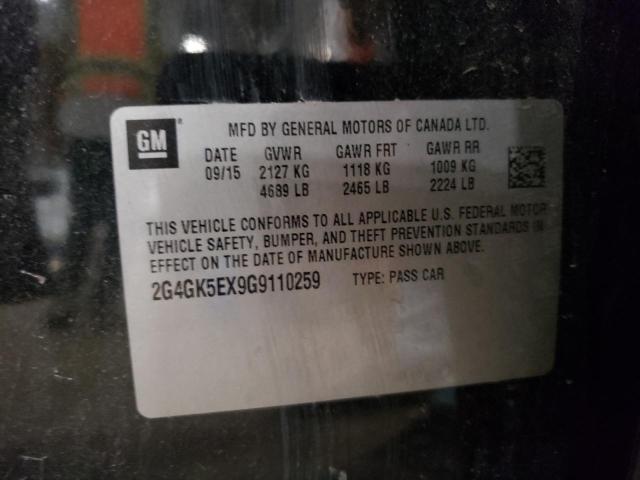 GM
MFD BY GENERAL MOTORS OF CANADA LTD.
DATE GVWR GAWR FRT GAWR RR
09/15 2127 KG 1118 KG 1009 KG
4689 LB 2465 LB 2224 LB
THIS VEHICLE CONFORMS TO ALL APPLICABLE U.S. FEDERAL MOTOR
VEHICLE SAFETY, BUMPER, AND THEFT PREVENTION STANDARDS IN
EFFECT ON THE DATE OF MANUFACTURE SHOWN ABOVE.
2G4GK5EX9G9110259 TYPE: PASS CAR